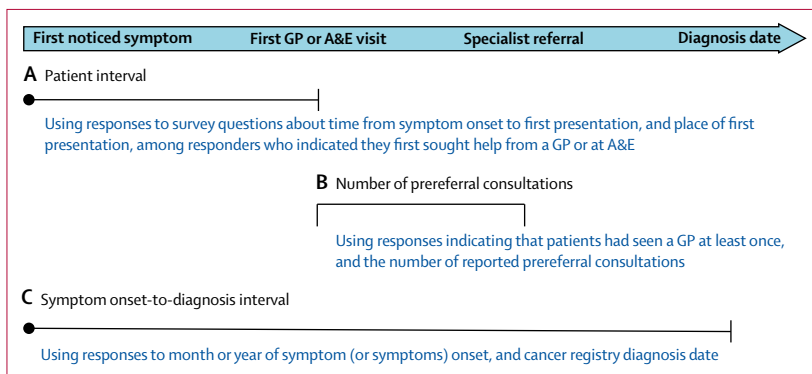 First noticed symptom First GP or A&E visit Specialist referral Diagnosis date
A Patient interval
Using responses to survey questions about time from symptom onset to first presentation, and place of first
presentation, among responders who indicated they first sought help from a GP or at A&E
B Number of prereferral consultations
Using responses indicating that patients had seen a GP at least once,
and the number of reported prereferral consultations
C Symptom onset-to-diagnosis interval
Using responses to month or year of symptom (or symptoms) onset, and cancer registry diagnosis date